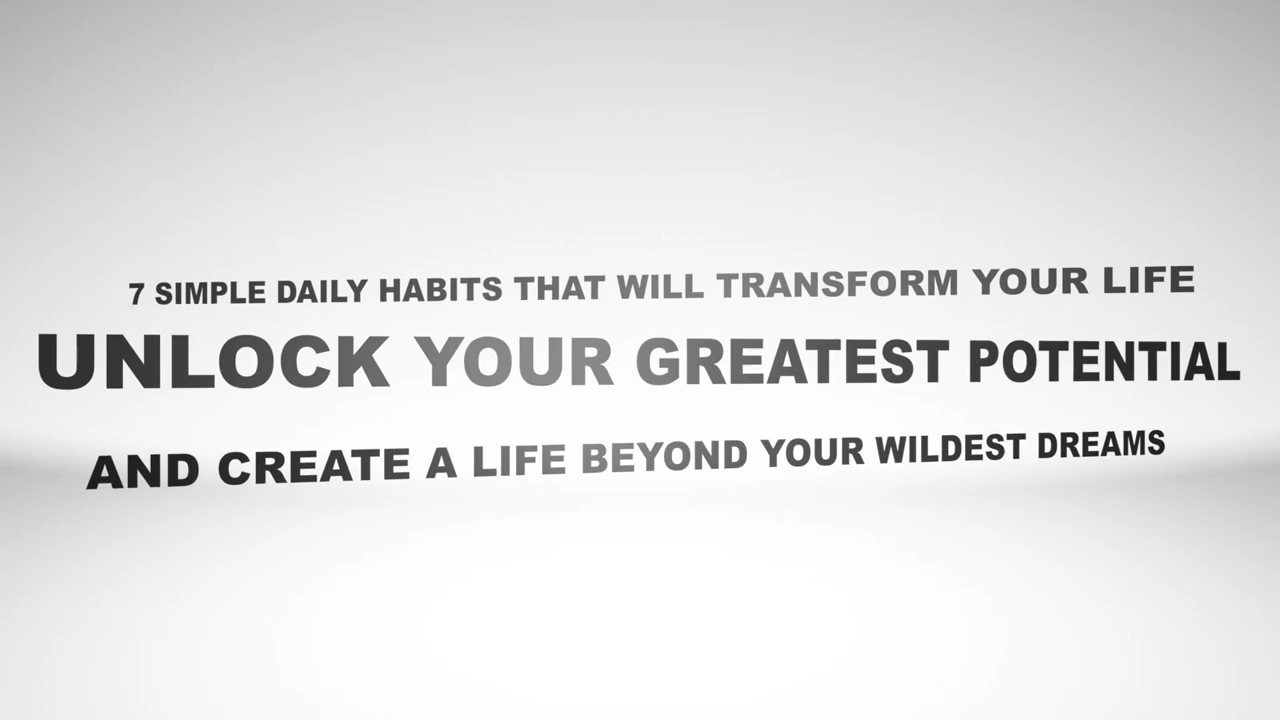 7 SIMPLE DAILY HABITS THAT WILL TRANSFORM YOUR LIFE
UNLOCK YOUR GREATEST POTENTIAL
AND CREATE A LIFE BEYOND YOUR WILDEST DREAMS